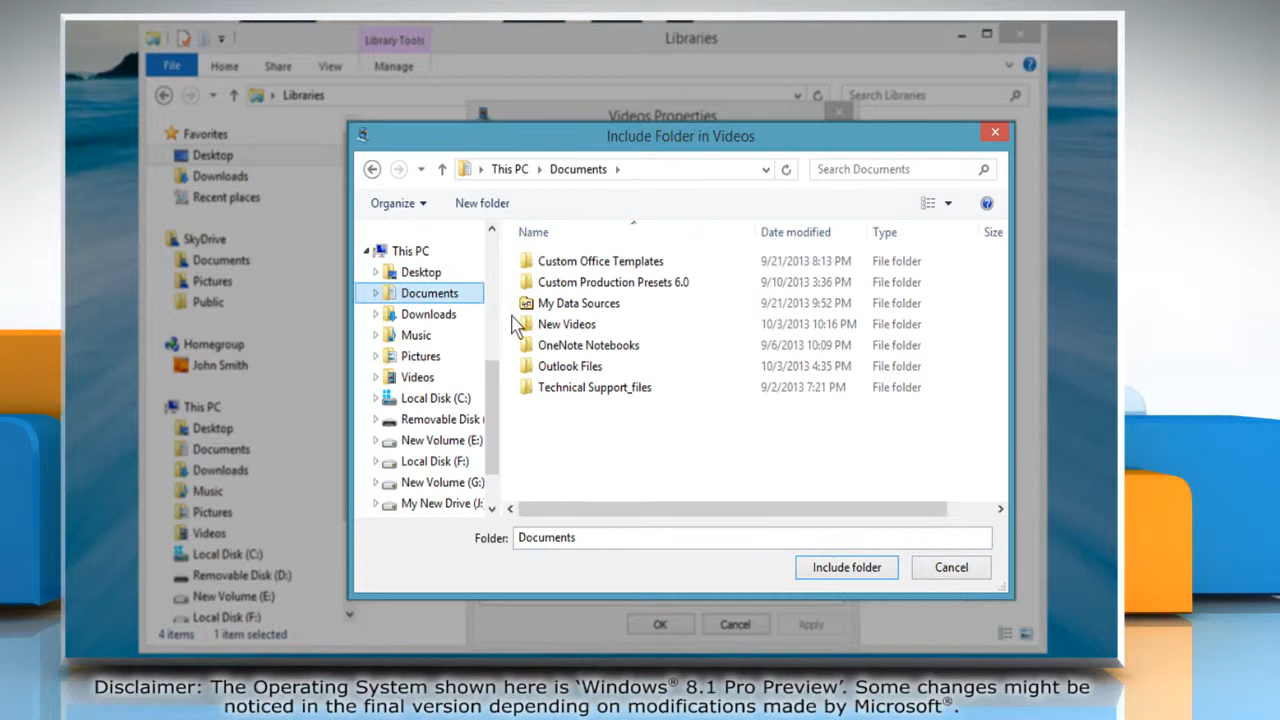 Library Tools
Libraries
File Home Share View Manage
Libraries
Search Libraries
Videos Properties
Favorites
Desktop
Downloads
Recent places
SkyDrive
Documents
Pictures
Public
Homegroup
John Smith
This PC
Desktop
Documents
Downloads
Music
Pictures
Videos
Local Disk (C:)
Removable Disk (D:)
New Volume (E:)
Local Disk (F:)
4 items 1 item selected
Include Folder in Videos
This PC Documents
Search Documents
Organize New folder
This PC
Desktop
Documents
Downloads
Music
Pictures
Videos
Local Disk (C:)
Removable Disk (
New Volume (E:)
Local Disk (F:)
New Volume (G:)
My New Drive (J:
Name Date modified Type Size
Custom Office Templates 9/21/2013 8:13 PM File folder
Custom Production Presets 6.0 9/10/2013 3:36 PM File folder
My Data Sources 9/21/2013 9:52 PM File folder
New Videos 10/3/2013 10:16 PM File folder
OneNote Notebooks 9/6/2013 10:09 PM File folder
Outlook Files 10/3/2013 4:35 PM File folder
Technical Support_files 9/2/2013 7:21 PM File folder
Folder: Documents
Include folder Cancel
OK Cancel Apply
Disclaimer: The Operating System shown here is ‘Windows® 8.1 Pro Preview’. Some changes might be
noticed in the final version depending on modifications made by Microsoft®.